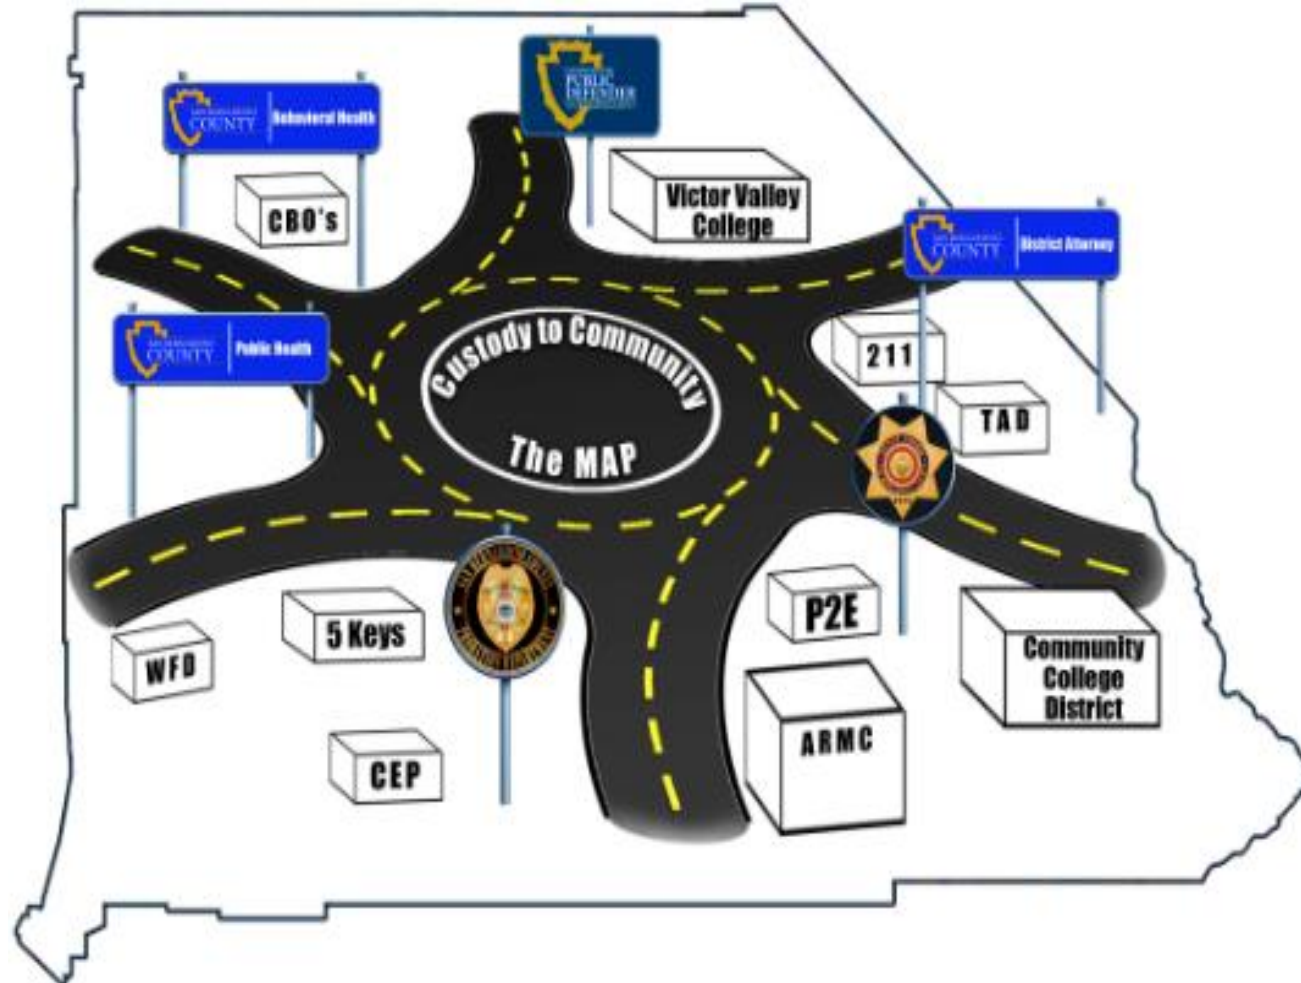 PUBLIC
DEFENDER
COUNTY
Behavioral Health
CBO's
Victor Valley
College
COUNTY
District Attorney
COUNTY
Public Health
Custody to Community
The MAP
211
TAD
5 Keys
P2E
WFD
Community
College
District
ARMC
CEP